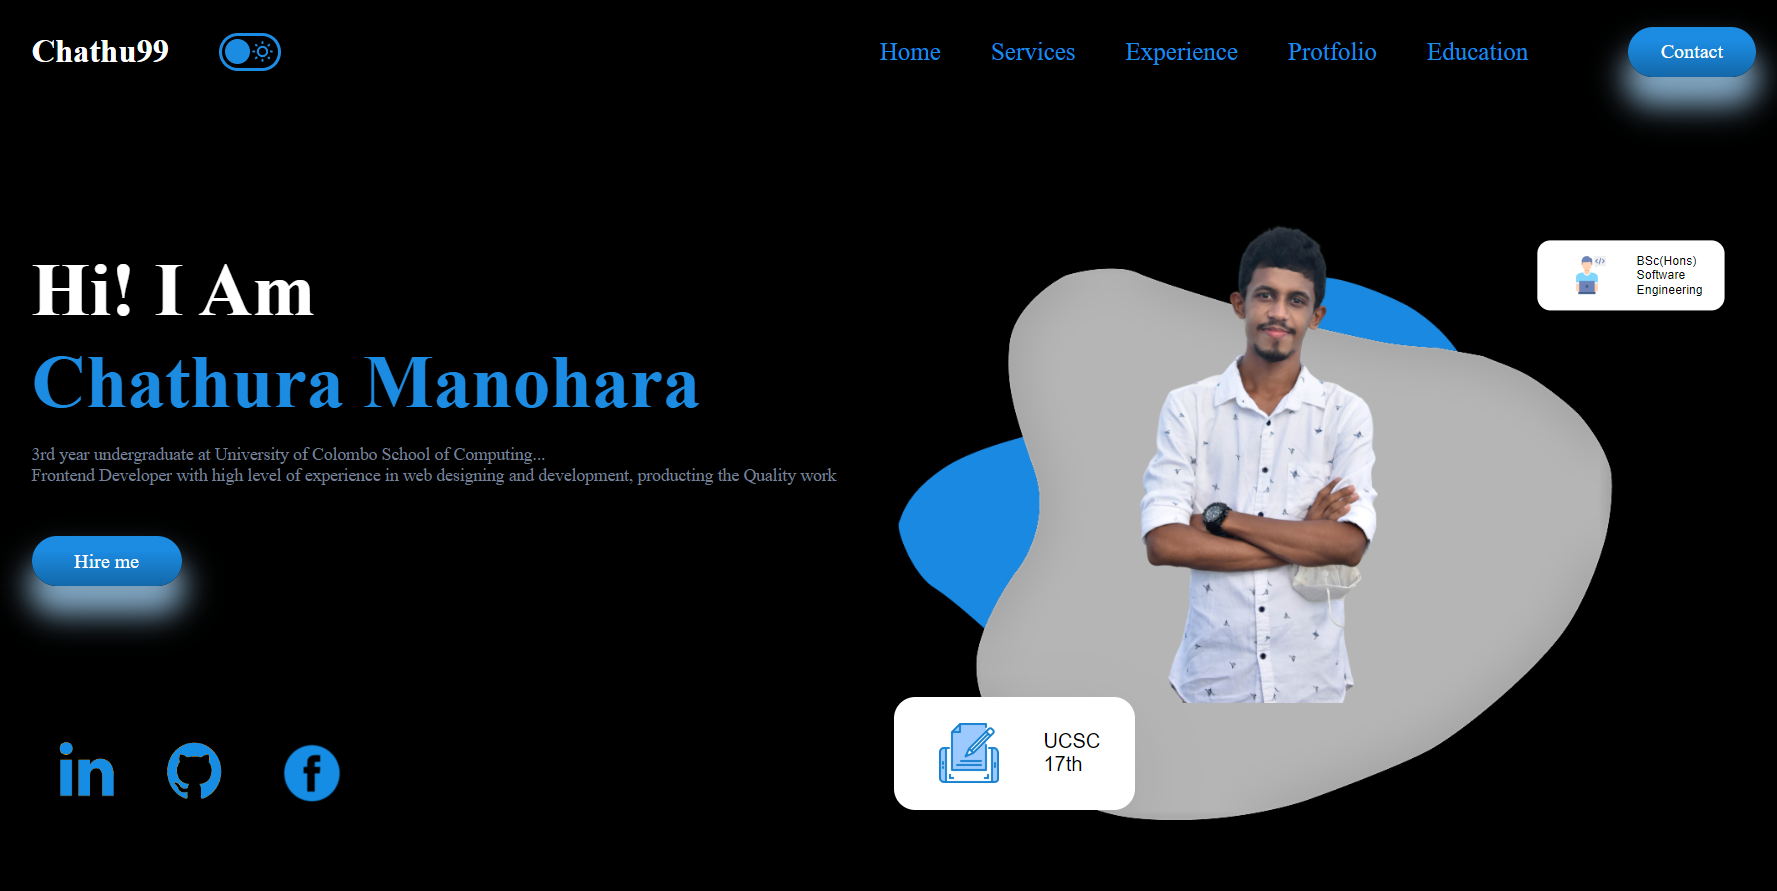 Chathu99
Home
Services
Experience
Protfolio
Education
Contact
Hi! I Am
Chathura Manohara
3rd year undergraduate at University of Colombo School of Computing...
Frontend Developer with high level of experience in web designing and development, producting the Quality work
Hire me
BSc(Hons)
Software
Engineering
UCSC
17th